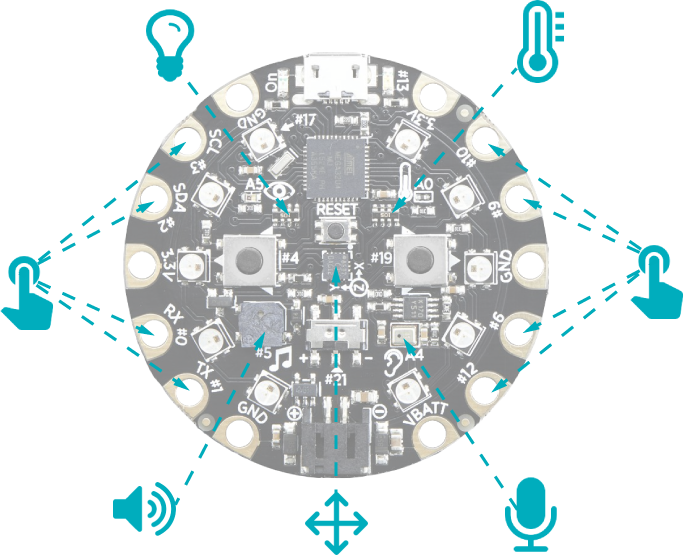 On
#13
GND
#17
3.3V
SCL
#3
#10
A5
A0
SDA
#2
#9
RESET
3.3V
#4
#19
GND
X
Z
RX
#0
#6
#5
A4
+
-
TX
#1
#21
#12
GND
VBATT